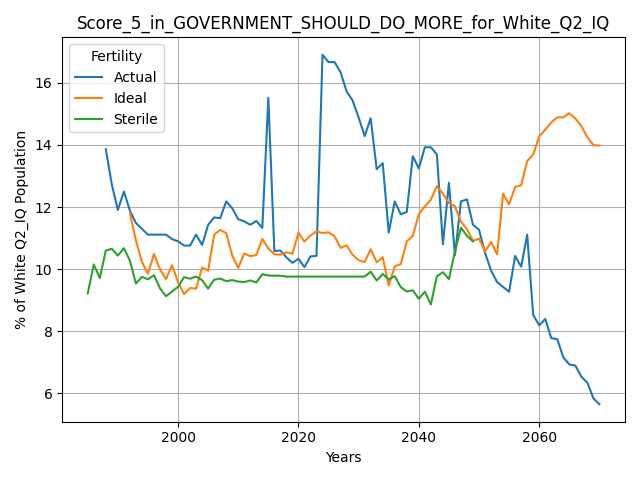 Score_5_in_GOVERNMENT_SHOULD_DO_MORE_for_White_Q2_IQ
Fertility
Actual
Ideal
Sterile
% of White Q2_IQ Population
16
14
12
10
8
6
2000
2020
2040
2060
Years